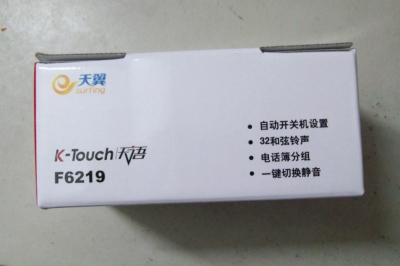 天翼
surfing
K-Touch 天语
F6219
• 自动开关机设置
• 32和弦铃声
• 电话簿分组
• 一键切换静音